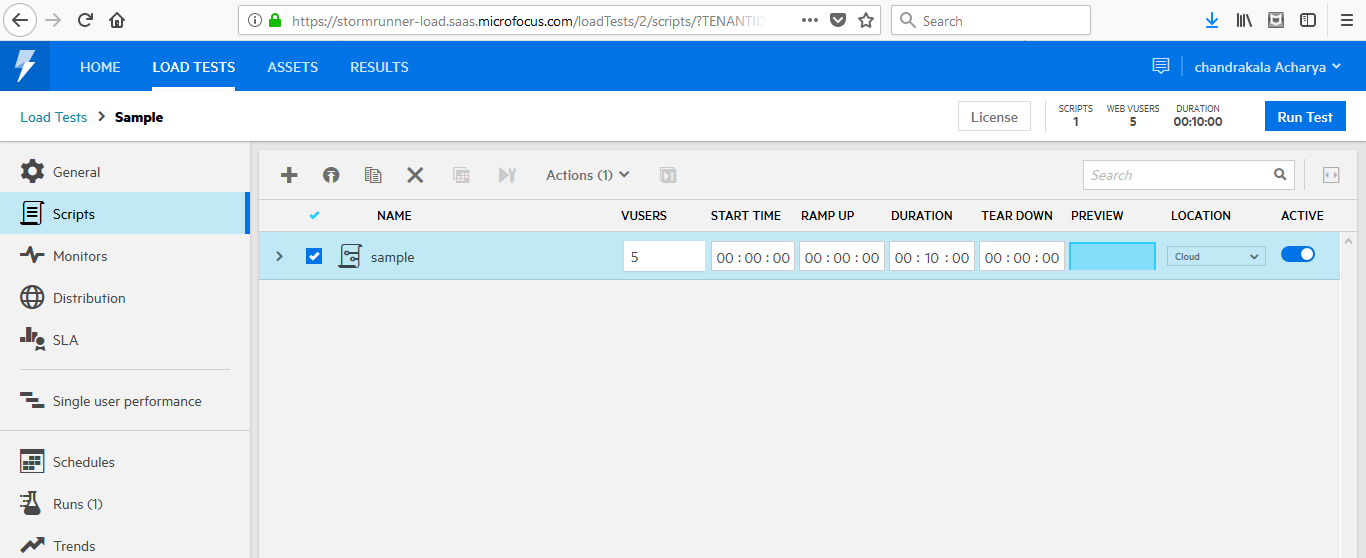 https://stormrunner-load.saas.microfocus.com/loadTests/2/scripts/?TENANTID
Search
HOME
LOAD TESTS
ASSETS
RESULTS
chandrakala Acharya
Load Tests > Sample
License
SCRIPTS
1
WEB VUSERS
5
DURATION
00:10:00
Run Test
General
Scripts
Monitors
Distribution
SLA
Single user performance
Schedules
Runs (1)
Trends
Actions (1)
Search
NAME VUSERS START TIME RAMP UP DURATION TEAR DOWN PREVIEW LOCATION ACTIVE
sample 5 00 : 00 : 00 00 : 00 : 00 00 : 10 : 00 00 : 00 : 00 Cloud